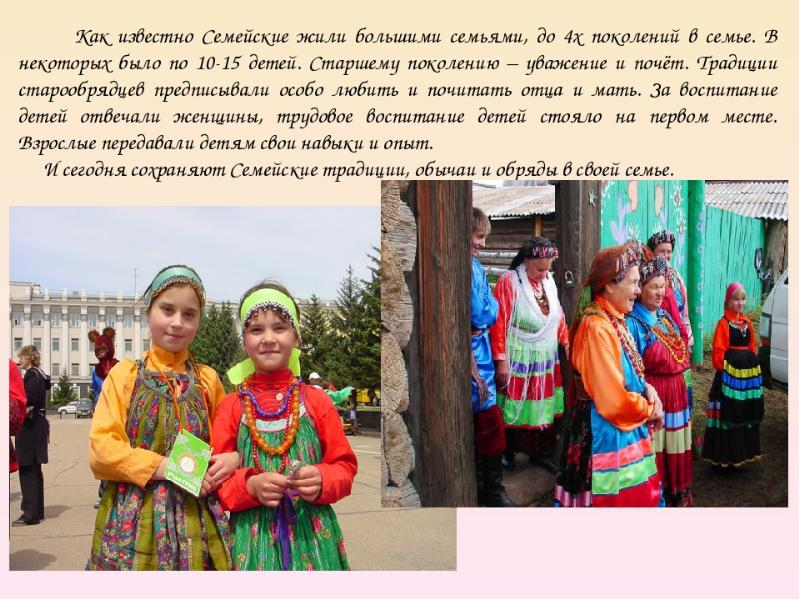 Как известно Семейские жили большими семьями, до 4х поколений в семье. В
некоторых было по 10-15 детей. Старшему поколению – уважение и почёт. Традиции
старообрядцев предписывали особо любить и почитать отца и мать. За воспитание
детей отвечали женщины, трудовое воспитание детей стояло на первом месте.
Взрослые передавали детям свои навыки и опыт.
И сегодня сохраняют Семейские традиции, обычаи и обряды в своей семье.
УЧАСТНИК